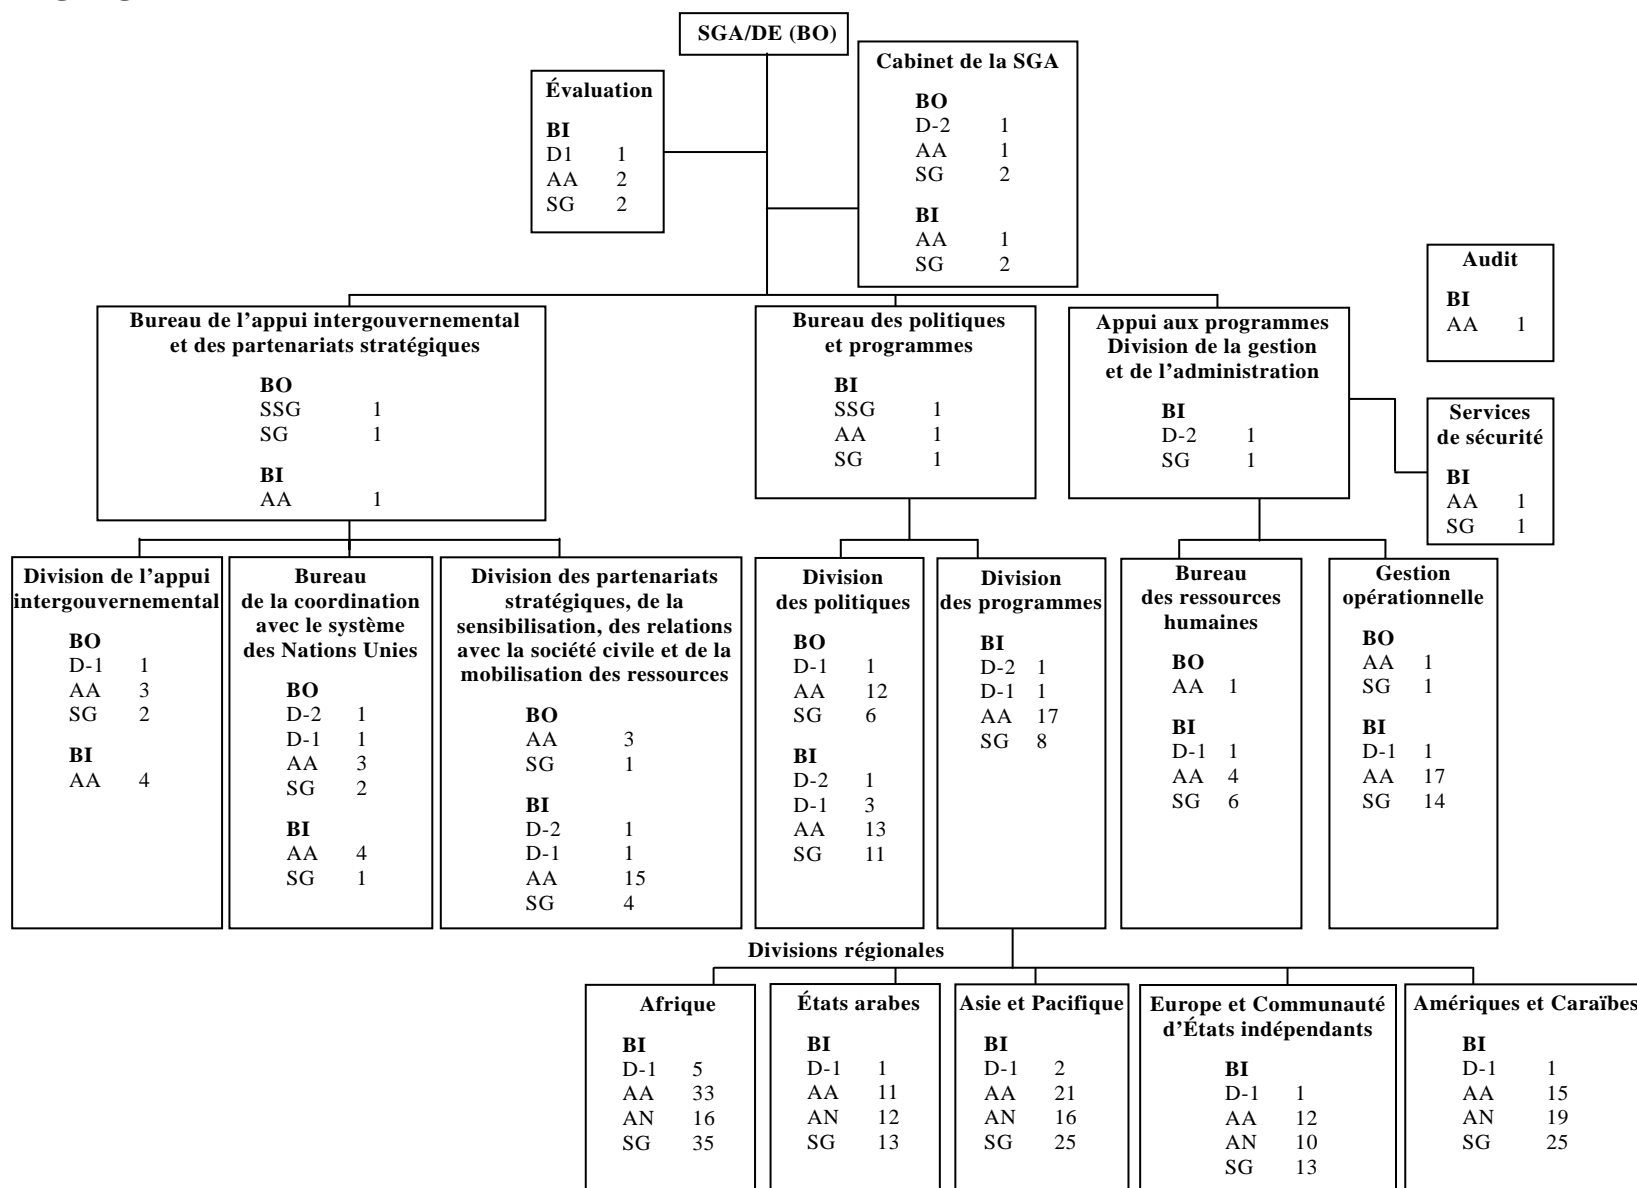 SGA/DE (BO)
Cabinet de la SGA
BO
D-2 1
AA 1
SG 2
BI
AA 1
SG 2
Évaluation
BI
D1 1
AA 2
SG 2
Audit
BI
AA 1
Bureau de l’appui intergouvernemental
et des partenariats stratégiques
BO
SSG 1
SG 1
BI
AA 1
Bureau des politiques
et programmes
BI
SSG 1
AA 1
SG 1
Appui aux programmes
Division de la gestion
et de l’administration
BI
D-2 1
SG 1
Services
de sécurité
BI
AA 1
SG 1
Division de l’appui
intergouvernemental
BO
D-1 1
AA 3
SG 2
BI
AA 4
Bureau
de la coordination
avec le système
des Nations Unies
BO
D-2 1
D-1 1
AA 3
SG 2
BI
AA 4
SG 1
Division des partenariats
stratégiques, de la
sensibilisation, des relations
avec la société civile et de la
mobilisation des ressources
BO
AA 3
SG 1
BI
D-2 1
D-1 1
AA 15
SG 4
Division
des politiques
BO
D-1 1
AA 12
SG 6
BI
D-2 1
D-1 3
AA 13
SG 11
Division
des programmes
BI
D-2 1
D-1 1
AA 17
SG 8
Bureau
des ressources
humaines
BO
AA 1
BI
D-1 1
AA 4
SG 6
Gestion
opérationnelle
BO
AA 1
SG 1
BI
D-1 1
AA 17
SG 14
Divisions régionales
Afrique
BI
D-1 5
AA 33
AN 16
SG 35
États arabes
BI
D-1 1
AA 11
AN 12
SG 13
Asie et Pacifique
BI
D-1 2
AA 21
AN 16
SG 25
Europe et Communauté
d’États indépendants
BI
D-1 1
AA 12
AN 10
SG 13
Amériques et Caraïbes
BI
D-1 1
AA 15
AN 19
SG 25